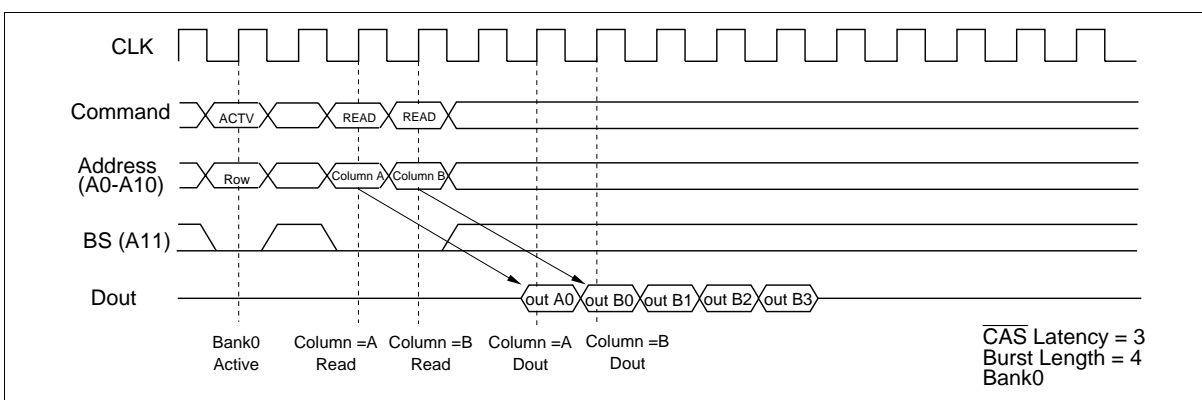 CLK
Command
ACTV
READ
READ
Address
(A0-A10)
Row
Column A
Column B
BS (A11)
Dout
out A0
out B0
out B1
out B2
out B3
Bank0
Active
Column =A
Read
Column =B
Read
Column =A
Dout
Column =B
Dout
CAS Latency = 3
Burst Length = 4
Bank0